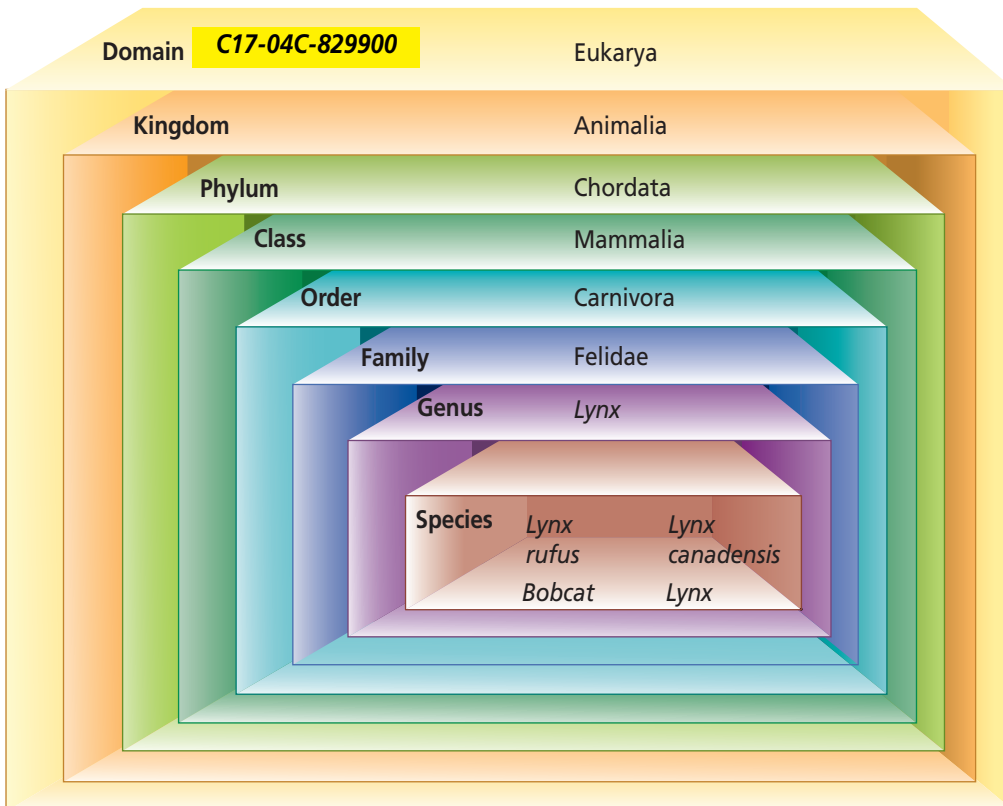 Domain C17-04C-829900 Eukarya
Kingdom Animalia
Phylum Chordata
Class Mammalia
Order Carnivora
Family Felidae
Genus Lynx
Species Lynx Lynx
rufus canadensis
Bobcat Lynx